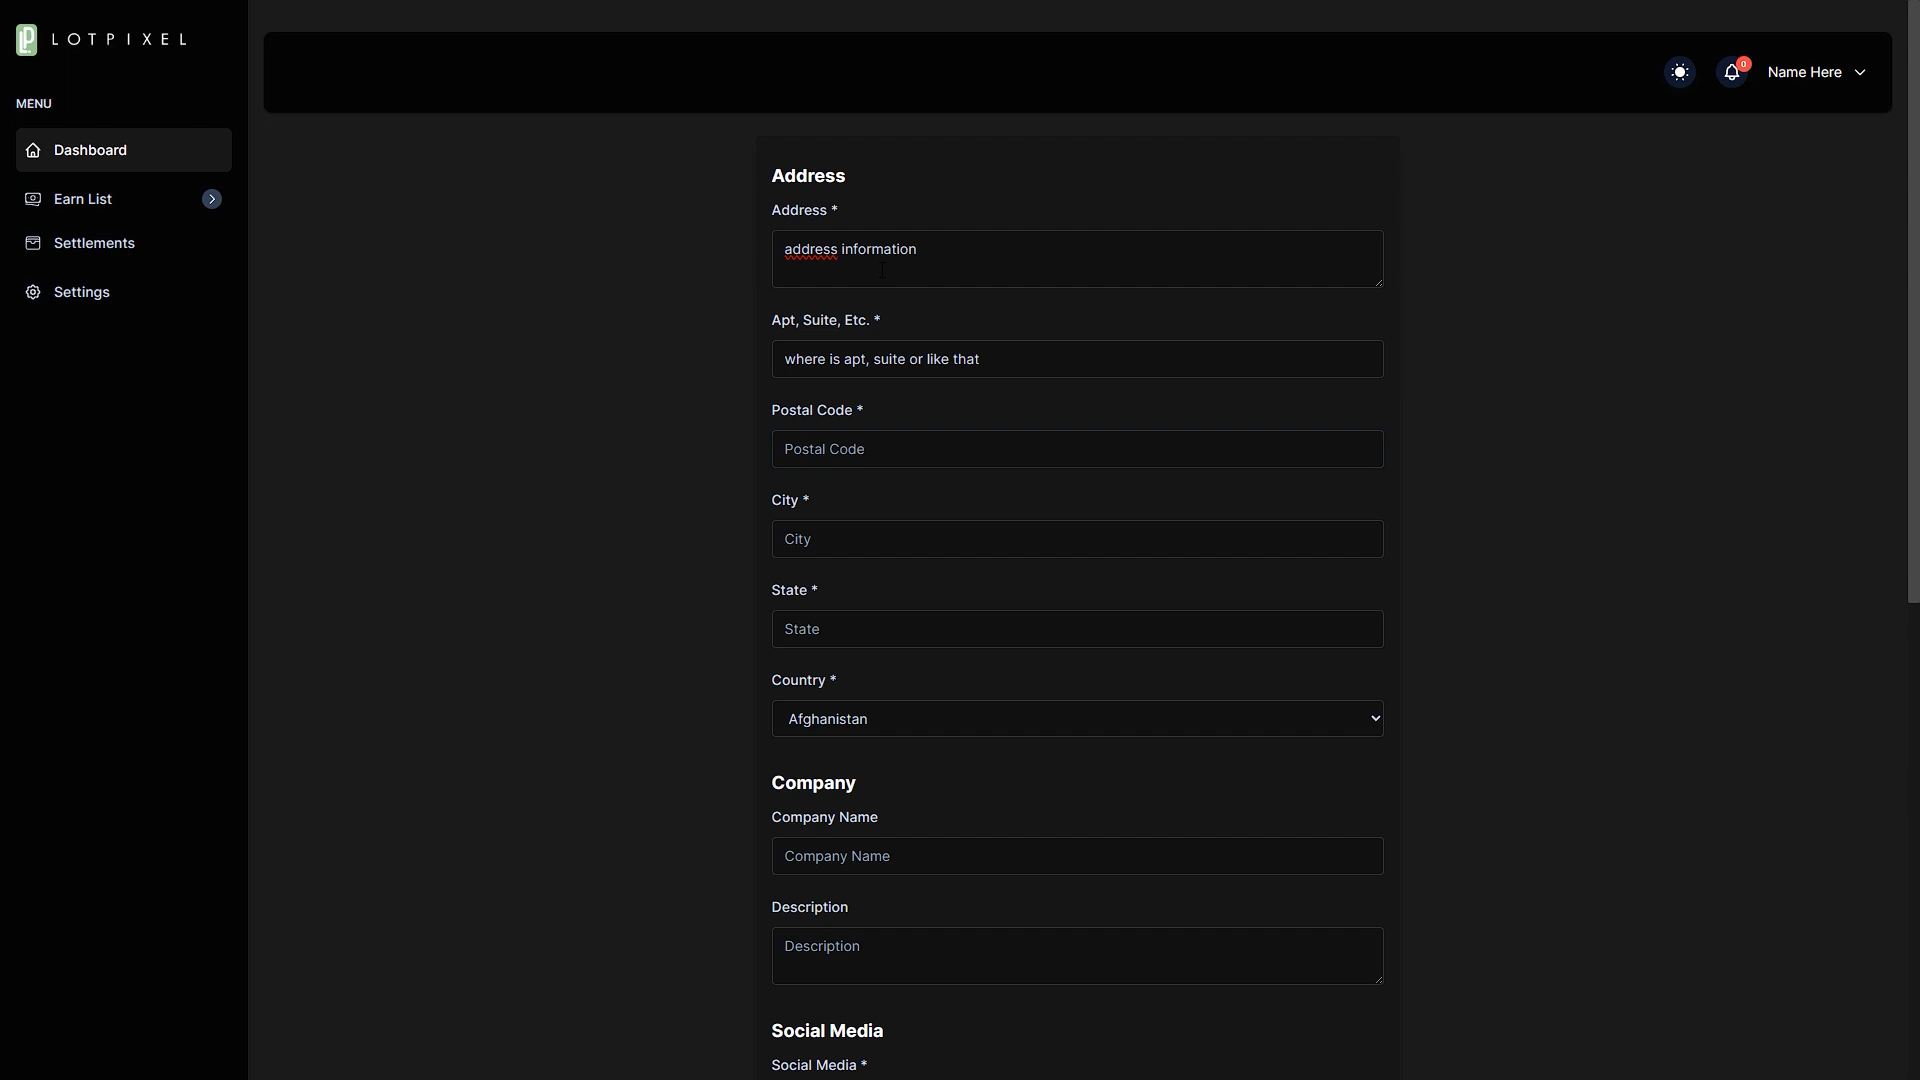 LOTPIXEL
MENU
Dashboard
Earn List
Settlements
Settings
0
Name Here
Address
Address *
address information
Apt, Suite, Etc. *
where is apt, suite or like that
Postal Code *
Postal Code
City *
City
State *
State
Country *
Afghanistan
Company
Company Name
Company Name
Description
Description
Social Media
Social Media *